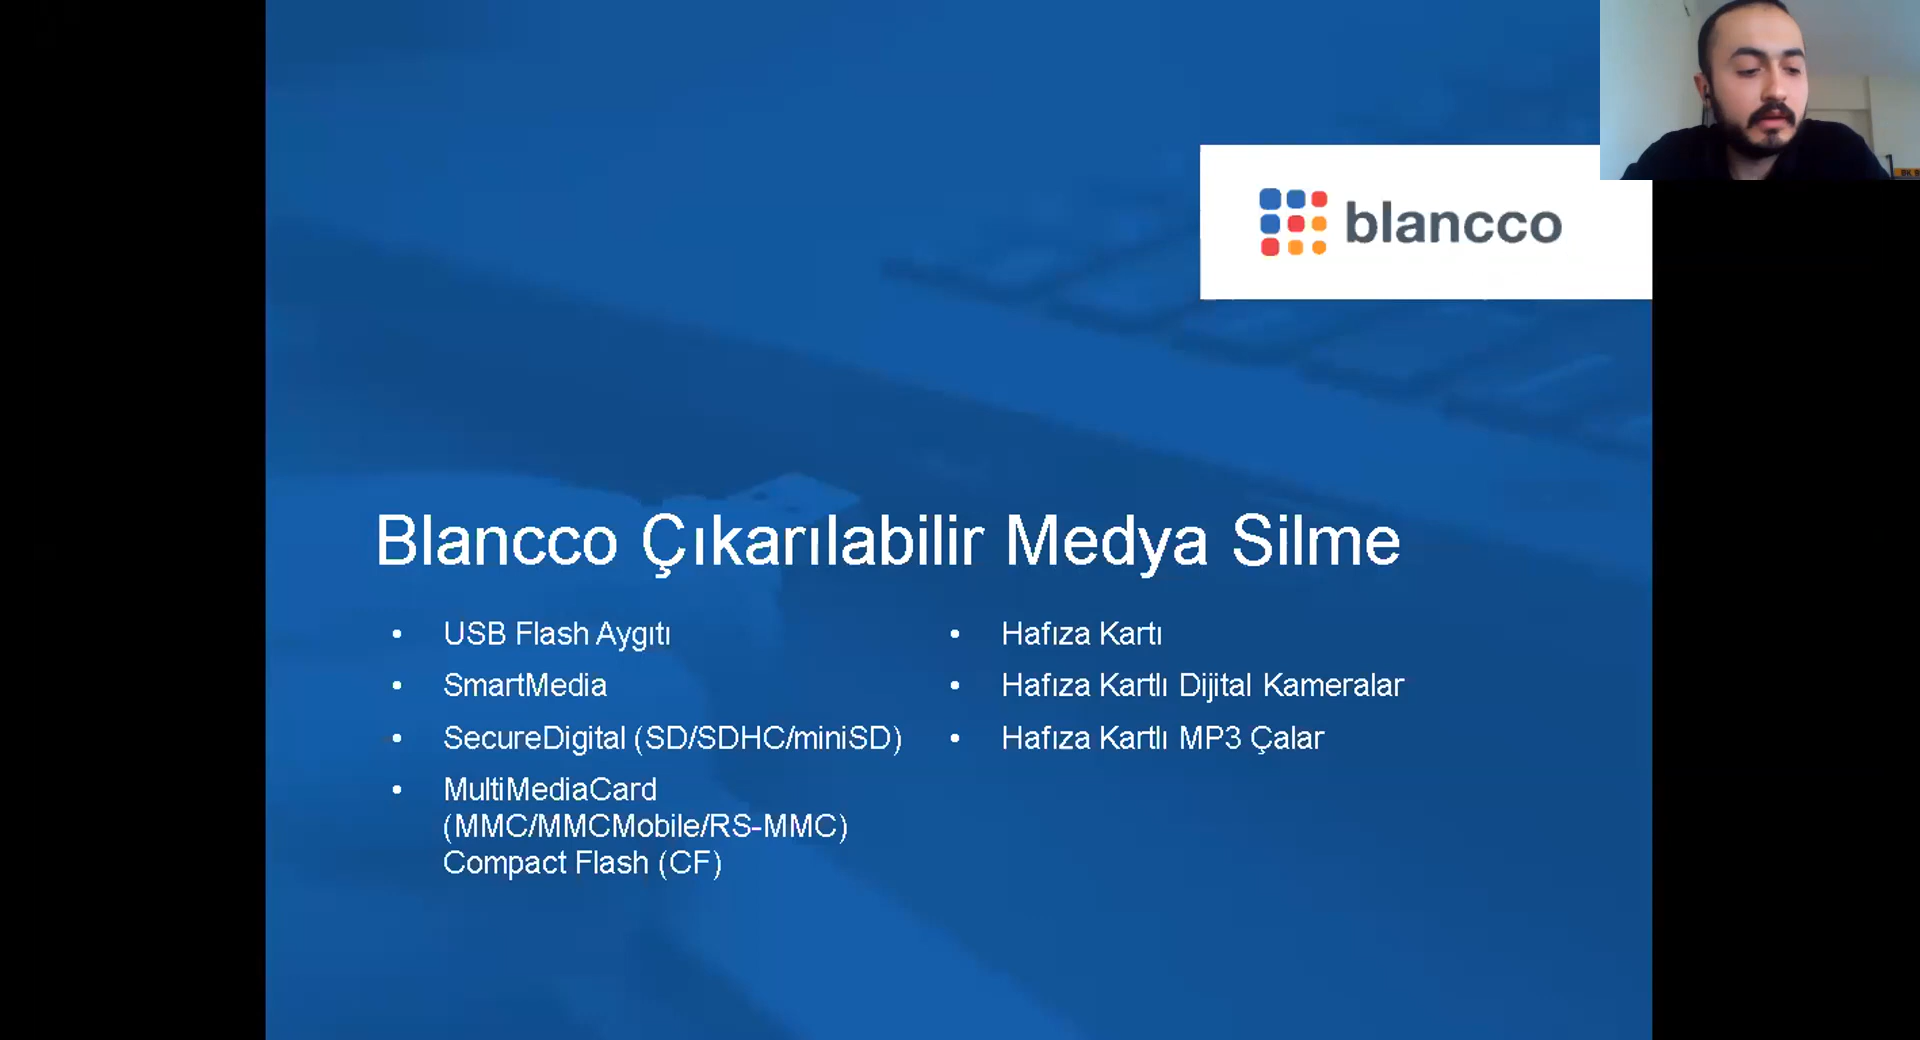 blancco
Blancco Çıkarılabilir Medya Silme
• USB Flash Aygıtı
• SmartMedia
• SecureDigital (SD/SDHC/miniSD)
• MultiMediaCard
(MMC/MMCMobile/RS-MMC)
Compact Flash (CF)
• Hafıza Kartı
• Hafıza Kartlı Dijital Kameralar
• Hafıza Kartlı MP3 Çalar